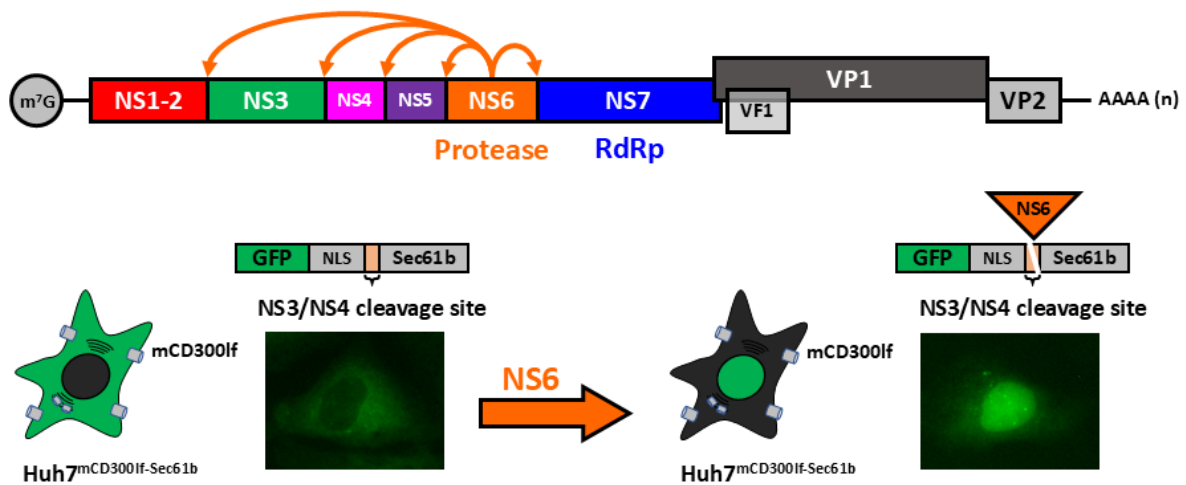 m⁷G NS1-2 NS3 NS4 NS5 NS6 NS7 VP1 VF1 VP2 AAAA (n)
Protease RdRp
NS6
GFP NLS Sec61b
GFP NLS Sec61b
NS3/NS4 cleavage site
NS3/NS4 cleavage site
mCD300lf
mCD300lf
NS6
Huh7mCD300lf-Sec61b
Huh7mCD300lf-Sec61b